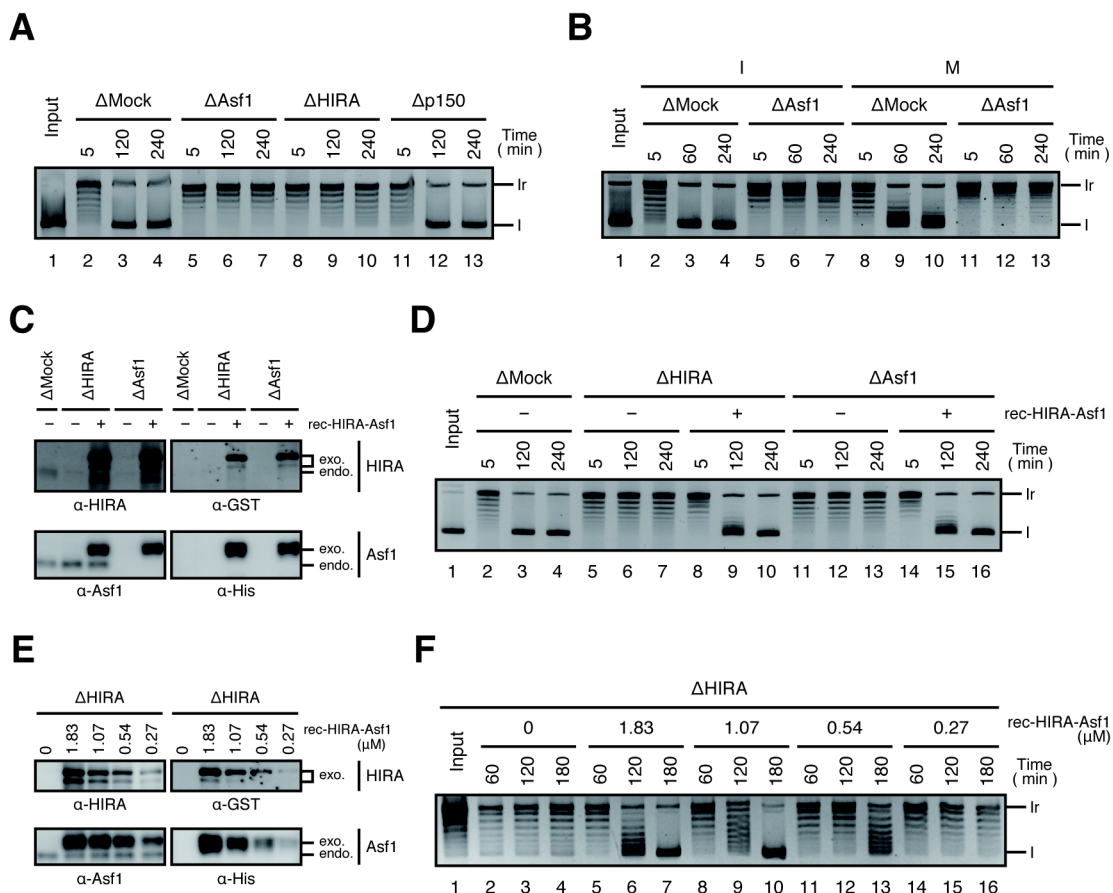 A
Input
ΔMock
ΔAsf1
ΔHIRA
Δp150
5
120
240
5
120
240
5
120
240
5
120
240
Time
( min )
Ir
I
1 2 3 4 5 6 7 8 9 10 11 12 13
B
I
M
Input
ΔMock
ΔAsf1
ΔMock
ΔAsf1
5
60
240
5
60
240
5
60
240
5
60
240
Time
( min )
Ir
I
1 2 3 4 5 6 7 8 9 10 11 12 13
C
ΔMock
ΔHIRA
ΔAsf1
ΔMock
ΔHIRA
ΔAsf1
– – + – + – – + – + rec-HIRA-Asf1
exo.
endo.
HIRA
α-HIRA
α-GST
exo.
endo.
Asf1
α-Asf1
α-His
D
ΔMock
ΔHIRA
ΔAsf1
– – + – + rec-HIRA-Asf1
Input
5
120
240
5
120
240
5
120
240
5
120
240
5
120
240
Time
( min )
Ir
I
1 2 3 4 5 6 7 8 9 10 11 12 13 14 15 16
E
ΔHIRA
ΔHIRA
0
1.83
1.07
0.54
0.27
0
1.83
1.07
0.54
0.27
rec-HIRA-Asf1
(μM)
exo.
HIRA
α-HIRA
α-GST
exo.
endo.
Asf1
α-Asf1
α-His
F
ΔHIRA
0 1.83 1.07 0.54 0.27
rec-HIRA-Asf1
(μM)
Input
60
120
180
60
120
180
60
120
180
60
120
180
60
120
180
Time
( min )
Ir
I
1 2 3 4 5 6 7 8 9 10 11 12 13 14 15 16